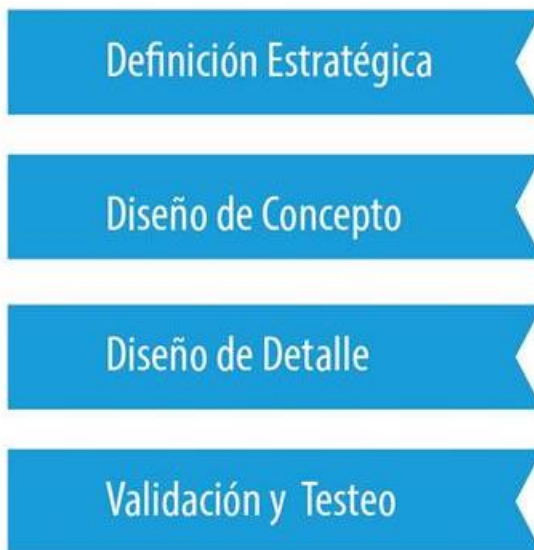 Definición Estratégica
Diseño de Concepto
Diseño de Detalle
Validación y Testeo